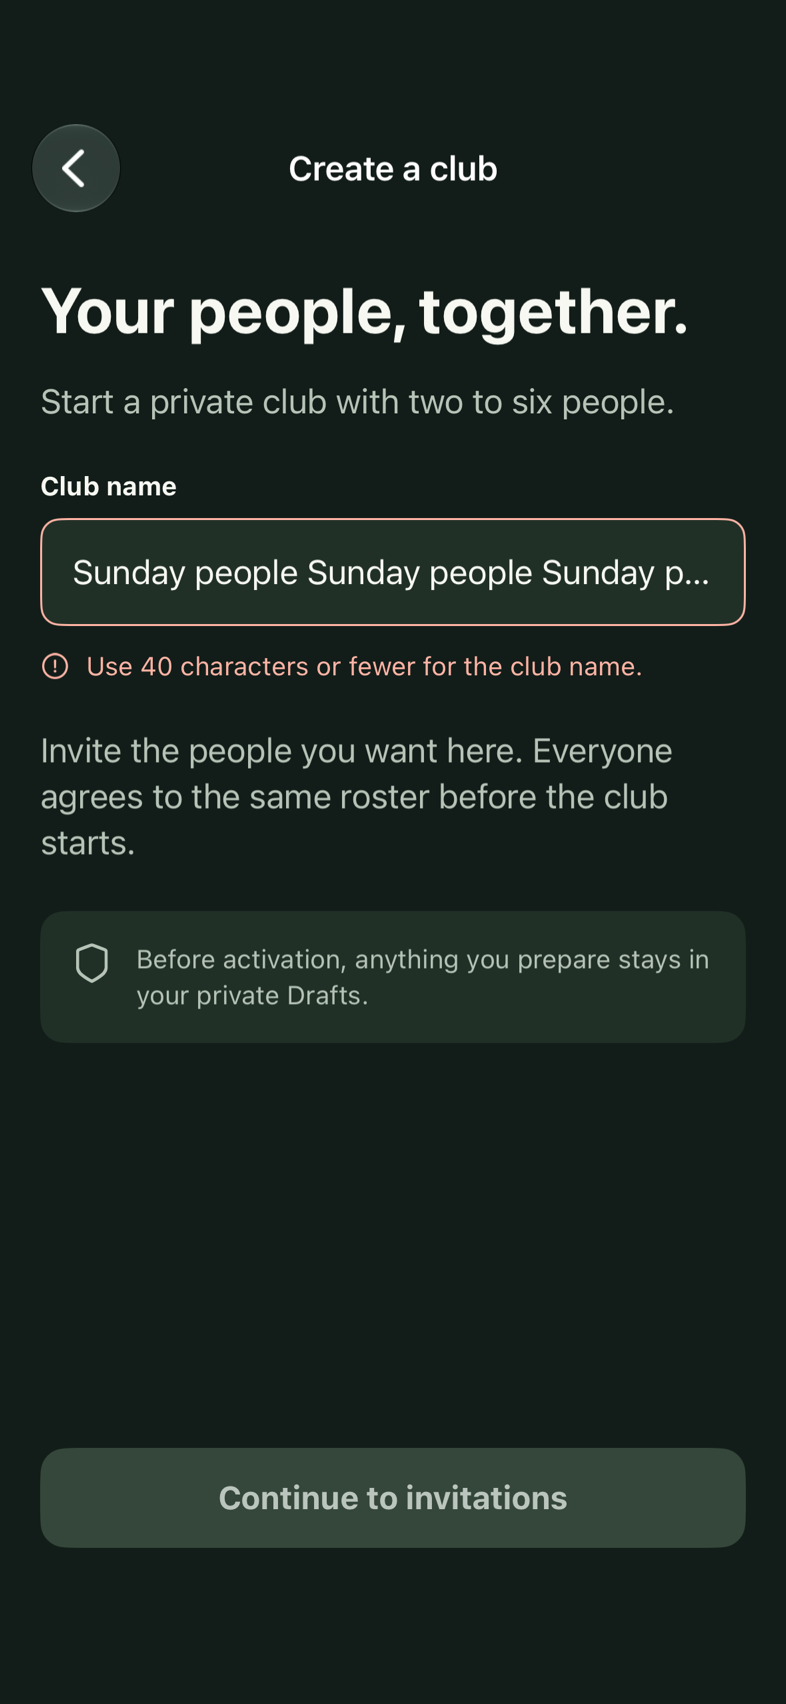 Create a club
Your people, together.
Start a private club with two to six people.
Club name
Sunday people Sunday people Sunday p...
Use 40 characters or fewer for the club name.
Invite the people you want here. Everyone
agrees to the same roster before the club
starts.
Before activation, anything you prepare stays in
your private Drafts.
Continue to invitations